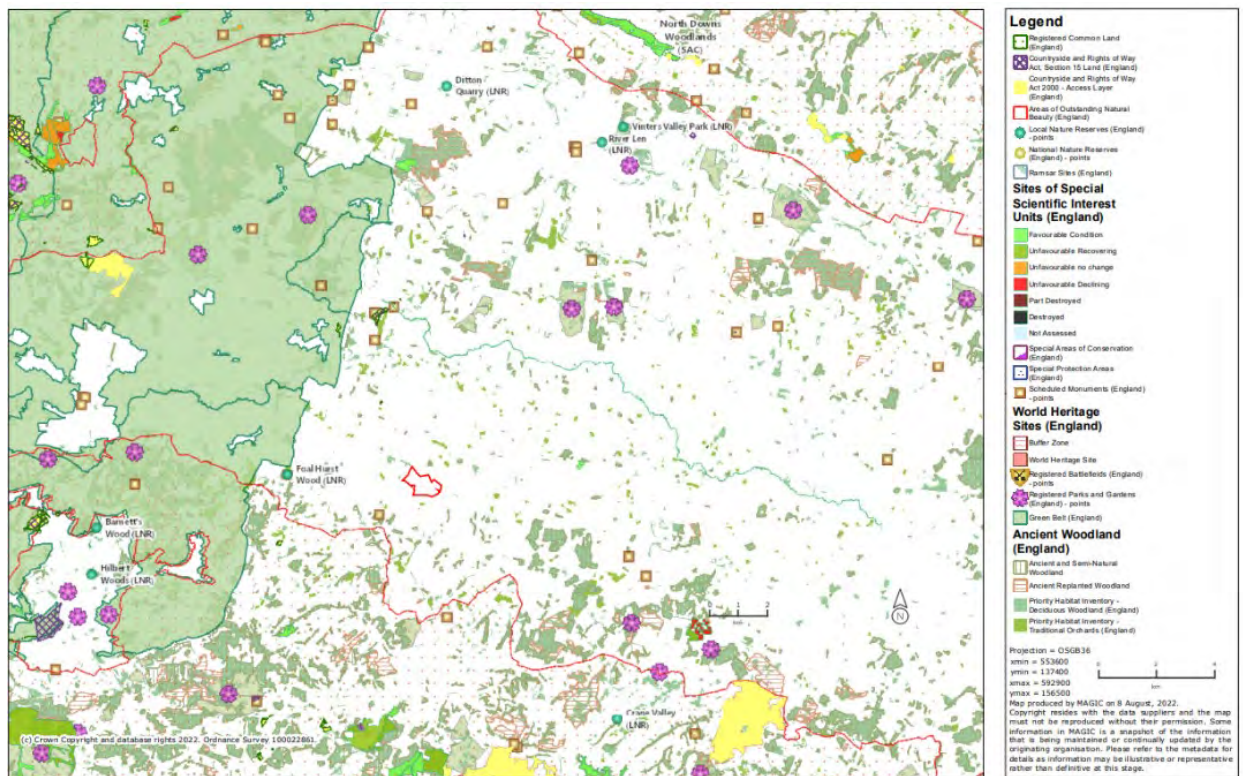 North Downs
Woodlands
(SAC)
Ditton
Quarry (LNR)
Vinters Valley Park (LNR)
River Len
(LNR)
Foal Hurst
Wood (LNR)
Barnett's
Wood (LNR)
Hilbert
Woods (LNR)
Crane Valley
(LNR)
0 1 2
km
N
(c) Crown Copyright and database rights 2022. Ordnance Survey 100022861.
Legend
Registered Common Land
(England)
Countryside and Rights of Way
Act, Section 15 Land (England)
Countryside and Rights of Way
Act 2000 - Access Layer
(England)
Areas of Outstanding Natural
Beauty (England)
Local Nature Reserves (England)
- points
National Nature Reserves
(England) - points
Ramsar Sites (England)
Sites of Special
Scientific Interest
Units (England)
Favourable Condition
Unfavourable Recovering
Unfavourable no change
Unfavourable Declining
Part Destroyed
Destroyed
Not Assessed
Special Areas of Conservation
(England)
Special Protection Areas
(England)
Scheduled Monuments (England)
- points
World Heritage
Sites (England)
Buffer Zone
World Heritage Site
Registered Battlefields (England)
- points
Registered Parks and Gardens
(England) - points
Green Belt (England)
Ancient Woodland
(England)
Ancient and Semi-Natural
Woodland
Ancient Replanted Woodland
Priority Habitat Inventory -
Deciduous Woodland (England)
Priority Habitat Inventory -
Traditional Orchards (England)
Projection = OSGB36
xmin = 553600
ymin = 137400
xmax = 592900
ymax = 156500
0 2 4
km
Map produced by MAGIC on 8 August, 2022.
Copyright resides with the data suppliers and the map
must not be reproduced without their permission. Some
information in MAGIC is a snapshot of the information
that is being maintained or continually updated by the
originating organisation. Please refer to the metadata for
details as information may be illustrative or representative
rather than definitive at this stage.